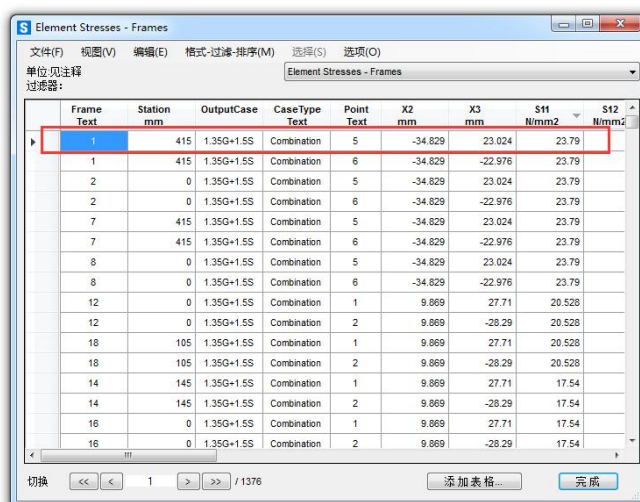 S Element Stresses - Frames
文件(F) 视图(V) 编辑(E) 格式-过滤-排序(M) 选择(S) 选项(O)
单位:见注释 Element Stresses - Frames
过滤器:
Frame Station OutputCase CaseType Point X2 X3 S11 S12
Text mm Text Text mm mm N/mm2 N/mm2
1 415 1.35G+1.5S Combination 5 -34.829 23.024 23.79
1 415 1.35G+1.5S Combination 6 -34.829 -22.976 23.79
2 0 1.35G+1.5S Combination 5 -34.829 23.024 23.79
2 0 1.35G+1.5S Combination 6 -34.829 -22.976 23.79
7 415 1.35G+1.5S Combination 5 -34.829 23.024 23.79
7 415 1.35G+1.5S Combination 6 -34.829 -22.976 23.79
8 0 1.35G+1.5S Combination 5 -34.829 23.024 23.79
8 0 1.35G+1.5S Combination 6 -34.829 -22.976 23.79
12 0 1.35G+1.5S Combination 1 9.869 27.71 20.528
12 0 1.35G+1.5S Combination 2 9.869 -28.29 20.528
18 105 1.35G+1.5S Combination 1 9.869 27.71 20.528
18 105 1.35G+1.5S Combination 2 9.869 -28.29 20.528
14 145 1.35G+1.5S Combination 1 9.869 27.71 17.54
14 145 1.35G+1.5S Combination 2 9.869 -28.29 17.54
16 0 1.35G+1.5S Combination 1 9.869 27.71 17.54
16 0 1.35G+1.5S Combination 2 9.869 -28.29 17.54
切换 << < 1 > >> / 1376 添加表格... 完成